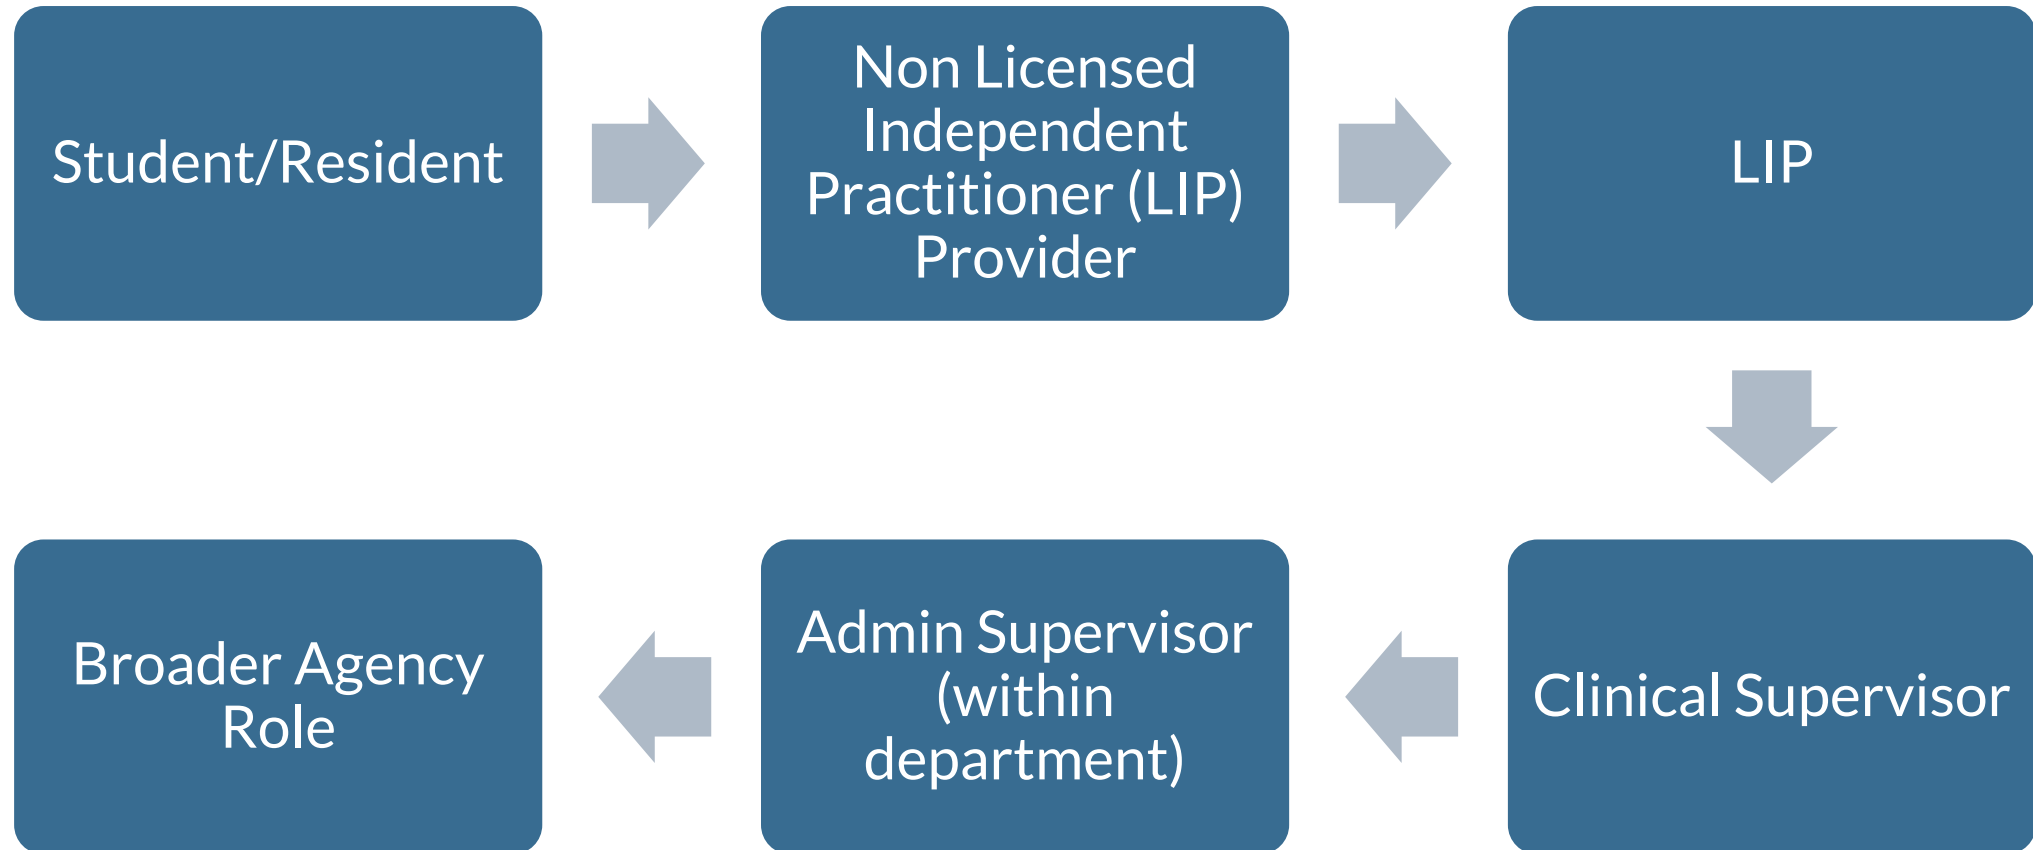 Student/Resident
Non Licensed
Independent
Practitioner (LIP)
Provider
LIP
Clinical Supervisor
Admin Supervisor
(within
department)
Broader Agency
Role